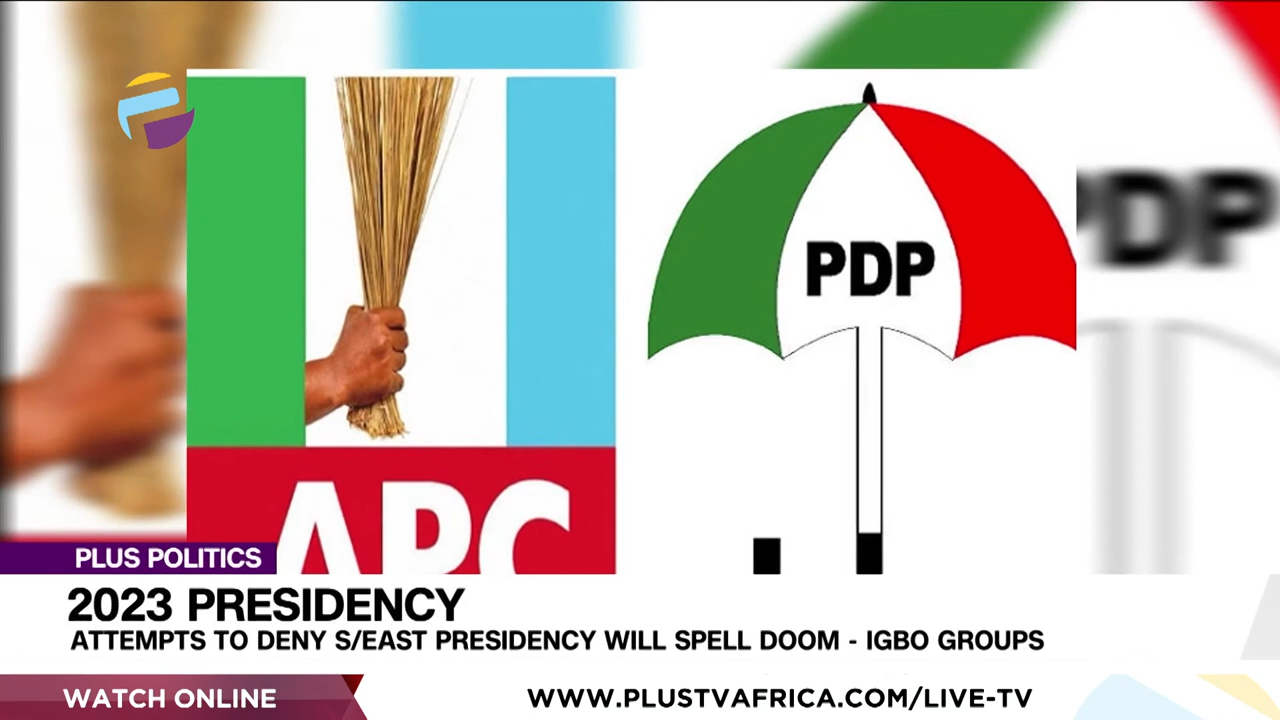 PDP
PDP
APC
PLUS POLITICS
2023 PRESIDENCY
ATTEMPTS TO DENY S/EAST PRESIDENCY WILL SPELL DOOM - IGBO GROUPS
WATCH ONLINE
WWW.PLUSTVAFRICA.COM/LIVE-TV